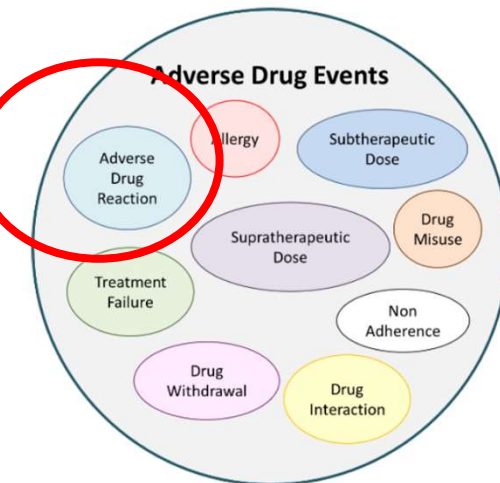 Adverse Drug Events
Allergy
Subtherapeutic
Dose
Adverse
Drug
Reaction
Drug
Misuse
Supratherapeutic
Dose
Treatment
Failure
Non
Adherence
Drug
Withdrawal
Drug
Interaction